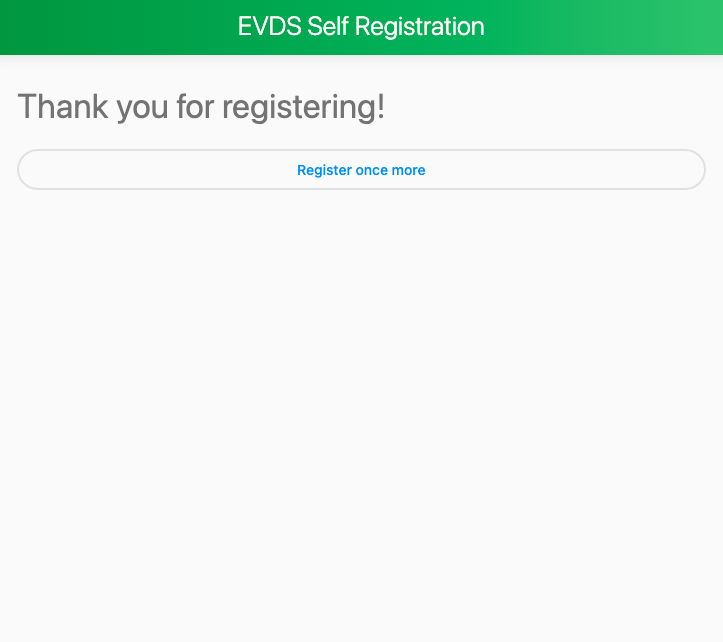 EVDS Self Registration
Thank you for registering!
Register once more